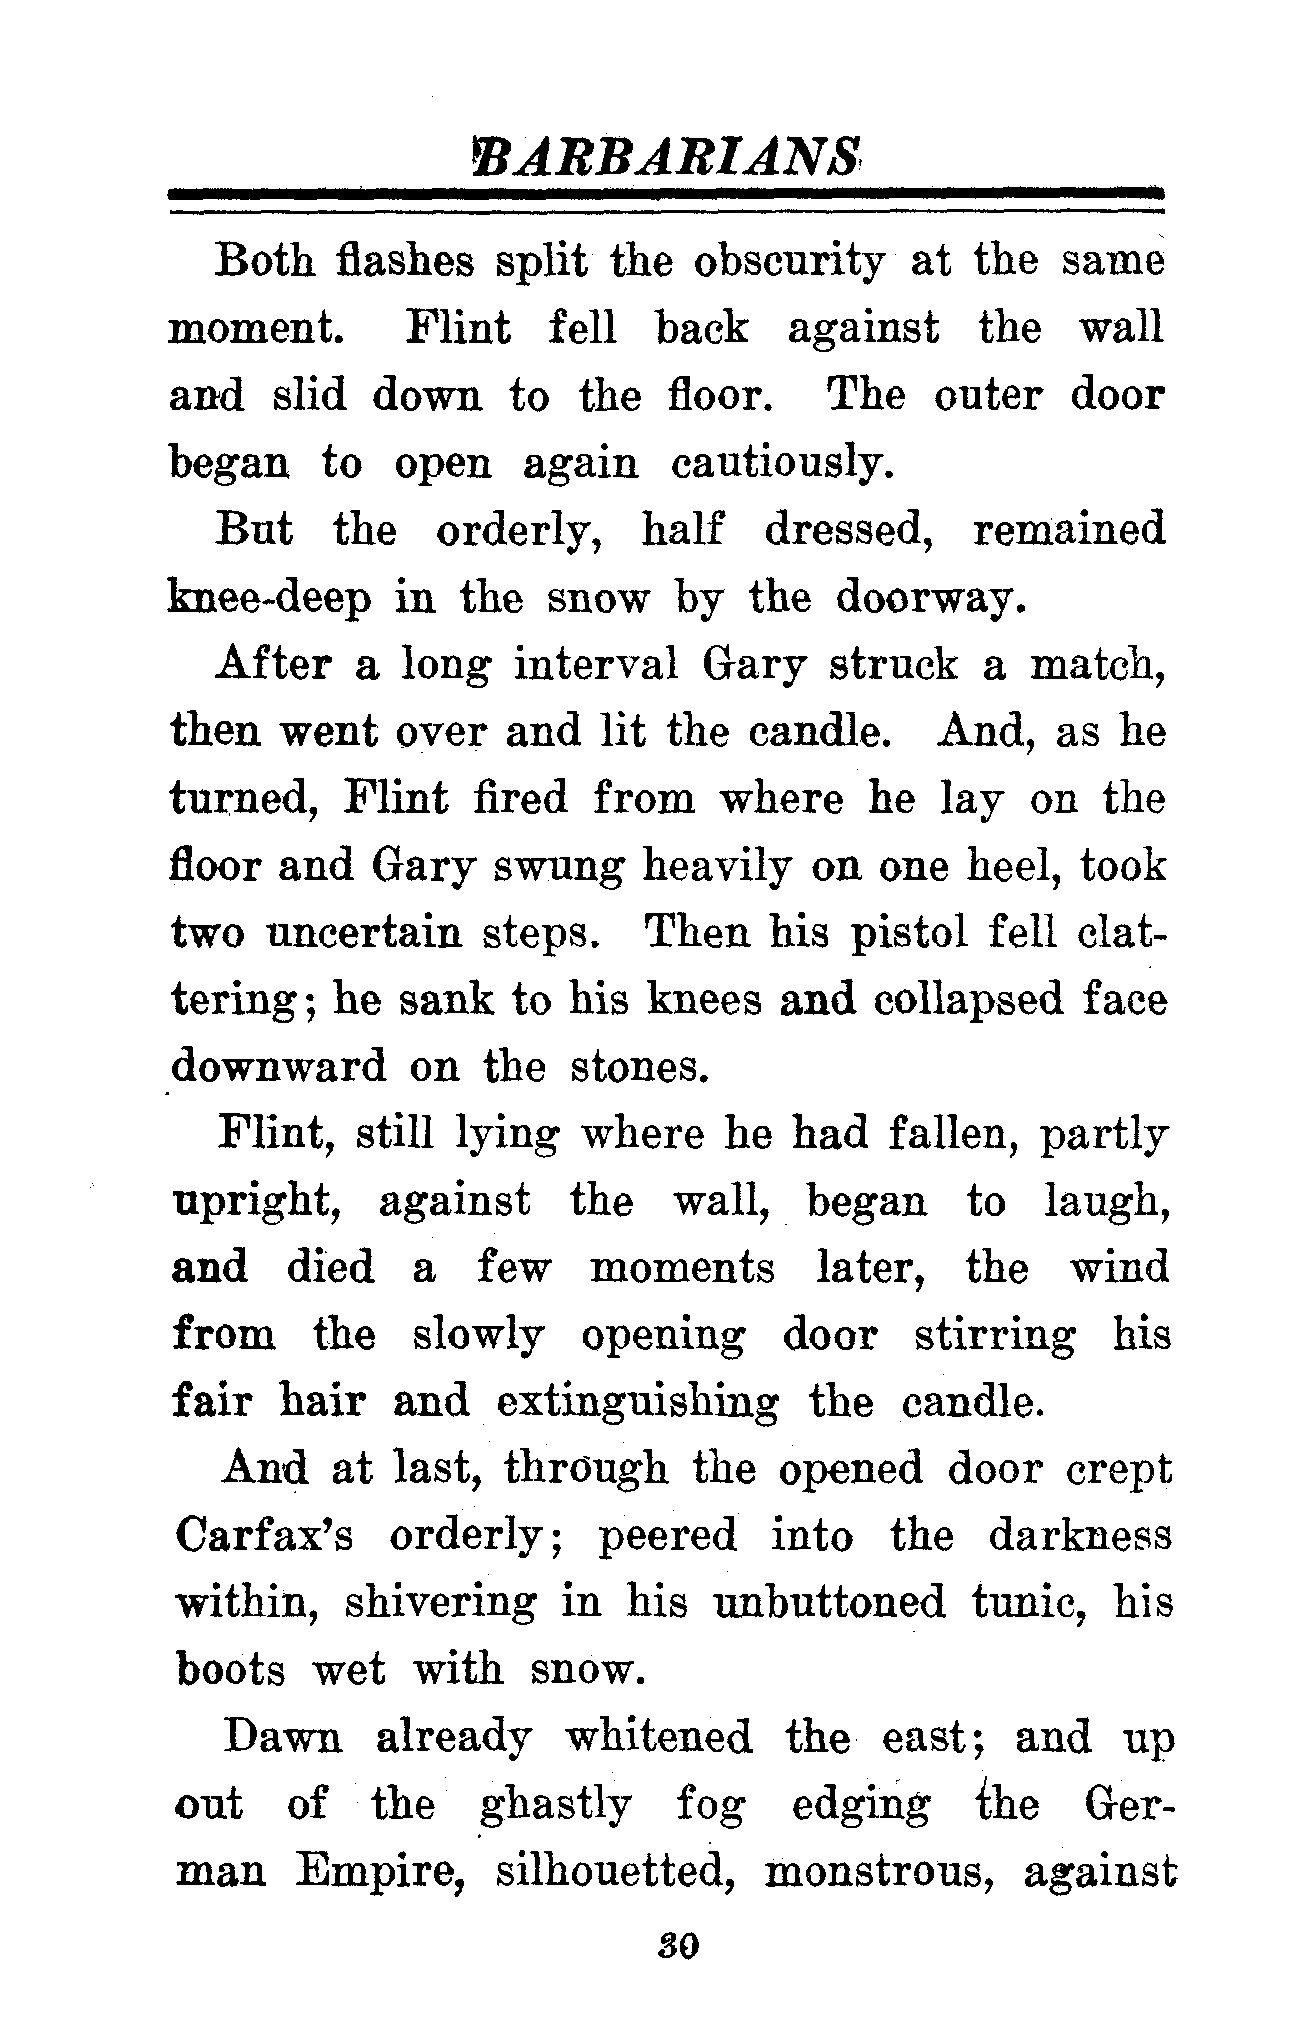 BARBARIANS
Both flashes split the obscurity at the same
moment. Flint fell back against the wall
and slid down to the floor. The outer door
began to open again cautiously.
But the orderly, half dressed, remained
knee-deep in the snow by the doorway.
After a long interval Gary struck a match,
then went over and lit the candle. And, as he
turned, Flint fired from where he lay on the
floor and Gary swung heavily on one heel, took
two uncertain steps. Then his pistol fell clat-
tering; he sank to his knees and collapsed face
downward on the stones.
Flint, still lying where he had fallen, partly
upright, against the wall, began to laugh,
and died a few moments later, the wind
from the slowly opening door stirring his
fair hair and extinguishing the candle.
And at last, through the opened door crept
Carfax's orderly; peered into the darkness
within, shivering in his unbuttoned tunic, his
boots wet with snow.
Dawn already whitened the east; and up
out of the ghastly fog edging the Ger-
man Empire, silhouetted, monstrous, against
30